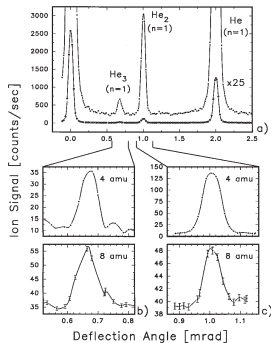 3000
2500
2000
1500
1000
500
0
He3
(n=1)
He2
(n=1)
He
(n=1)
x25
0.0 0.5 1.0 1.5 2.0 2.5
a)
Ion Signal [counts/sec]
35
30
25
20
15
10
4 amu
150
125
100
75
50
25
0
4 amu
55
50
45
40
35
8 amu
b)
48
46
44
42
40
38
8 amu
c)
0.6 0.7 0.8
0.9 1.0 1.1
Deflection Angle [mrad]